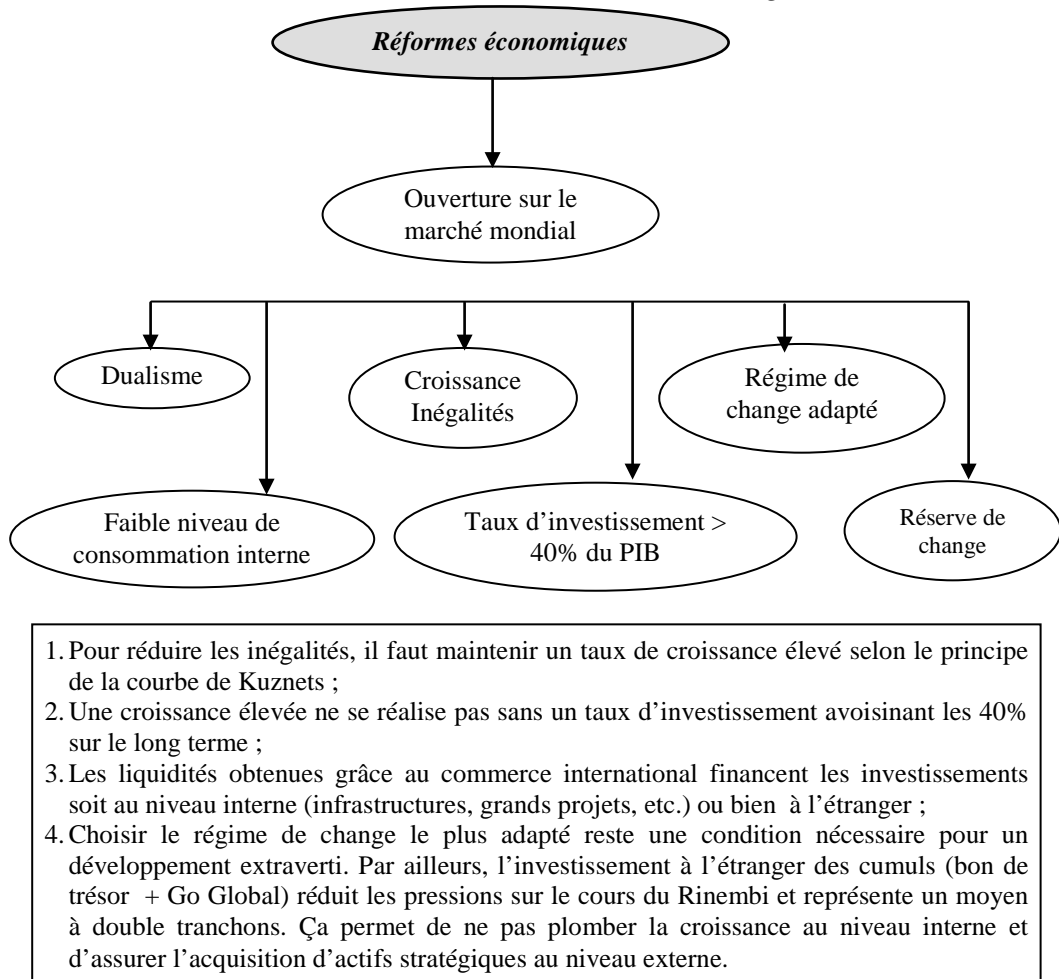 Réformes économiques
Ouverture sur le
marché mondial
Dualisme
Croissance
Inégalités
Régime de
change adapté
Faible niveau de
consommation interne
Taux d’investissement >
40% du PIB
Réserve de
change
1. Pour réduire les inégalités, il faut maintenir un taux de croissance élevé selon le principe
de la courbe de Kuznets ;
2. Une croissance élevée ne se réalise pas sans un taux d’investissement avoisinant les 40%
sur le long terme ;
3. Les liquidités obtenues grâce au commerce international financent les investissements
soit au niveau interne (infrastructures, grands projets, etc.) ou bien à l’étranger ;
4. Choisir le régime de change le plus adapté reste une condition nécessaire pour un
développement extraverti. Par ailleurs, l’investissement à l’étranger des cumuls (bon de
trésor + Go Global) réduit les pressions sur le cours du Rinembi et représente un moyen
à double tranchons. Ça permet de ne pas plomber la croissance au niveau interne et
d’assurer l’acquisition d’actifs stratégiques au niveau externe.